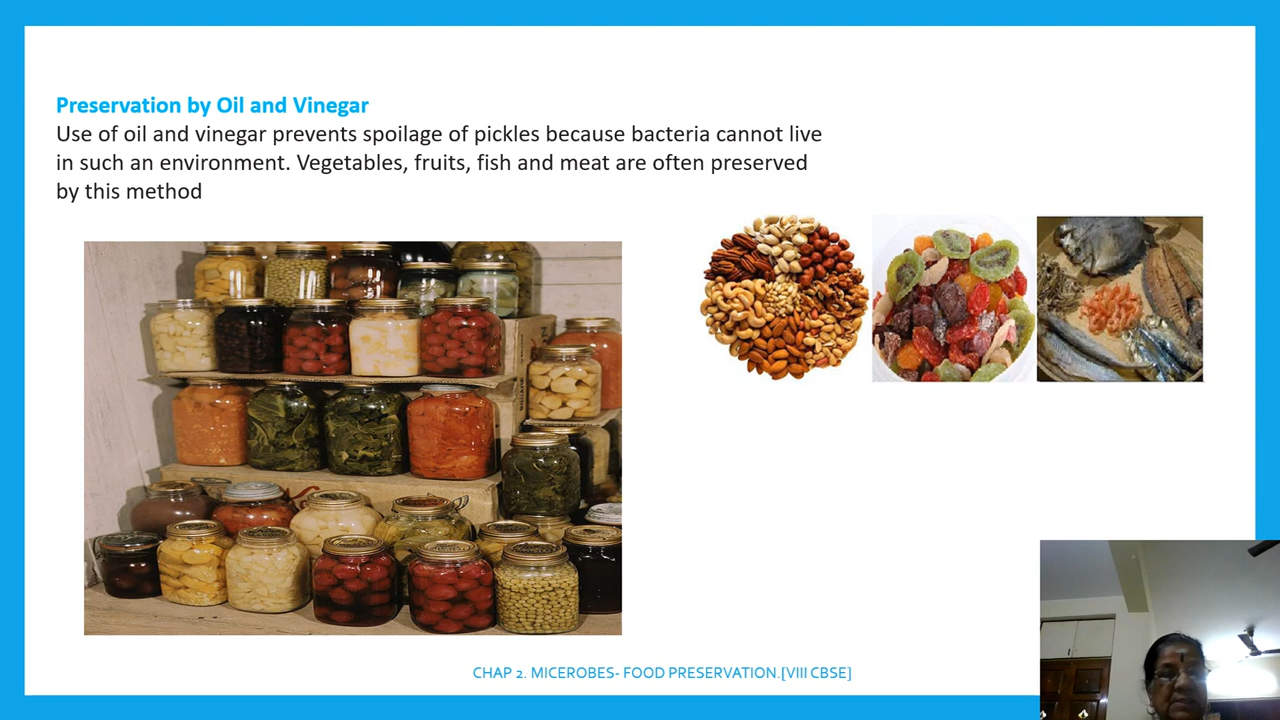 Preservation by Oil and Vinegar
Use of oil and vinegar prevents spoilage of pickles because bacteria cannot live
in such an environment. Vegetables, fruits, fish and meat are often preserved
by this method
CHAP 2. MICEROBES- FOOD PRESERVATION.[VIII CBSE]